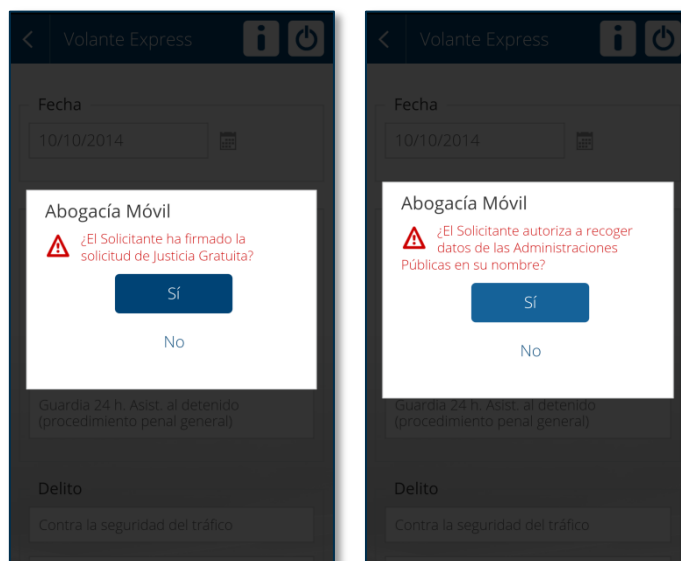 Volante Express
Fecha
10/10/2014
Abogacía Móvil
¿El Solicitante ha firmado la
solicitud de Justicia Gratuita?
Sí
No
Guardia 24 h. Asist. al detenido
(procedimiento penal general)
Delito
Contra la seguridad del tráfico
Volante Express
Fecha
10/10/2014
Abogacía Móvil
¿El Solicitante autoriza a recoger
datos de las Administraciones
Públicas en su nombre?
Sí
No
Guardia 24 h. Asist. al detenido
(procedimiento penal general)
Delito
Contra la seguridad del tráfico